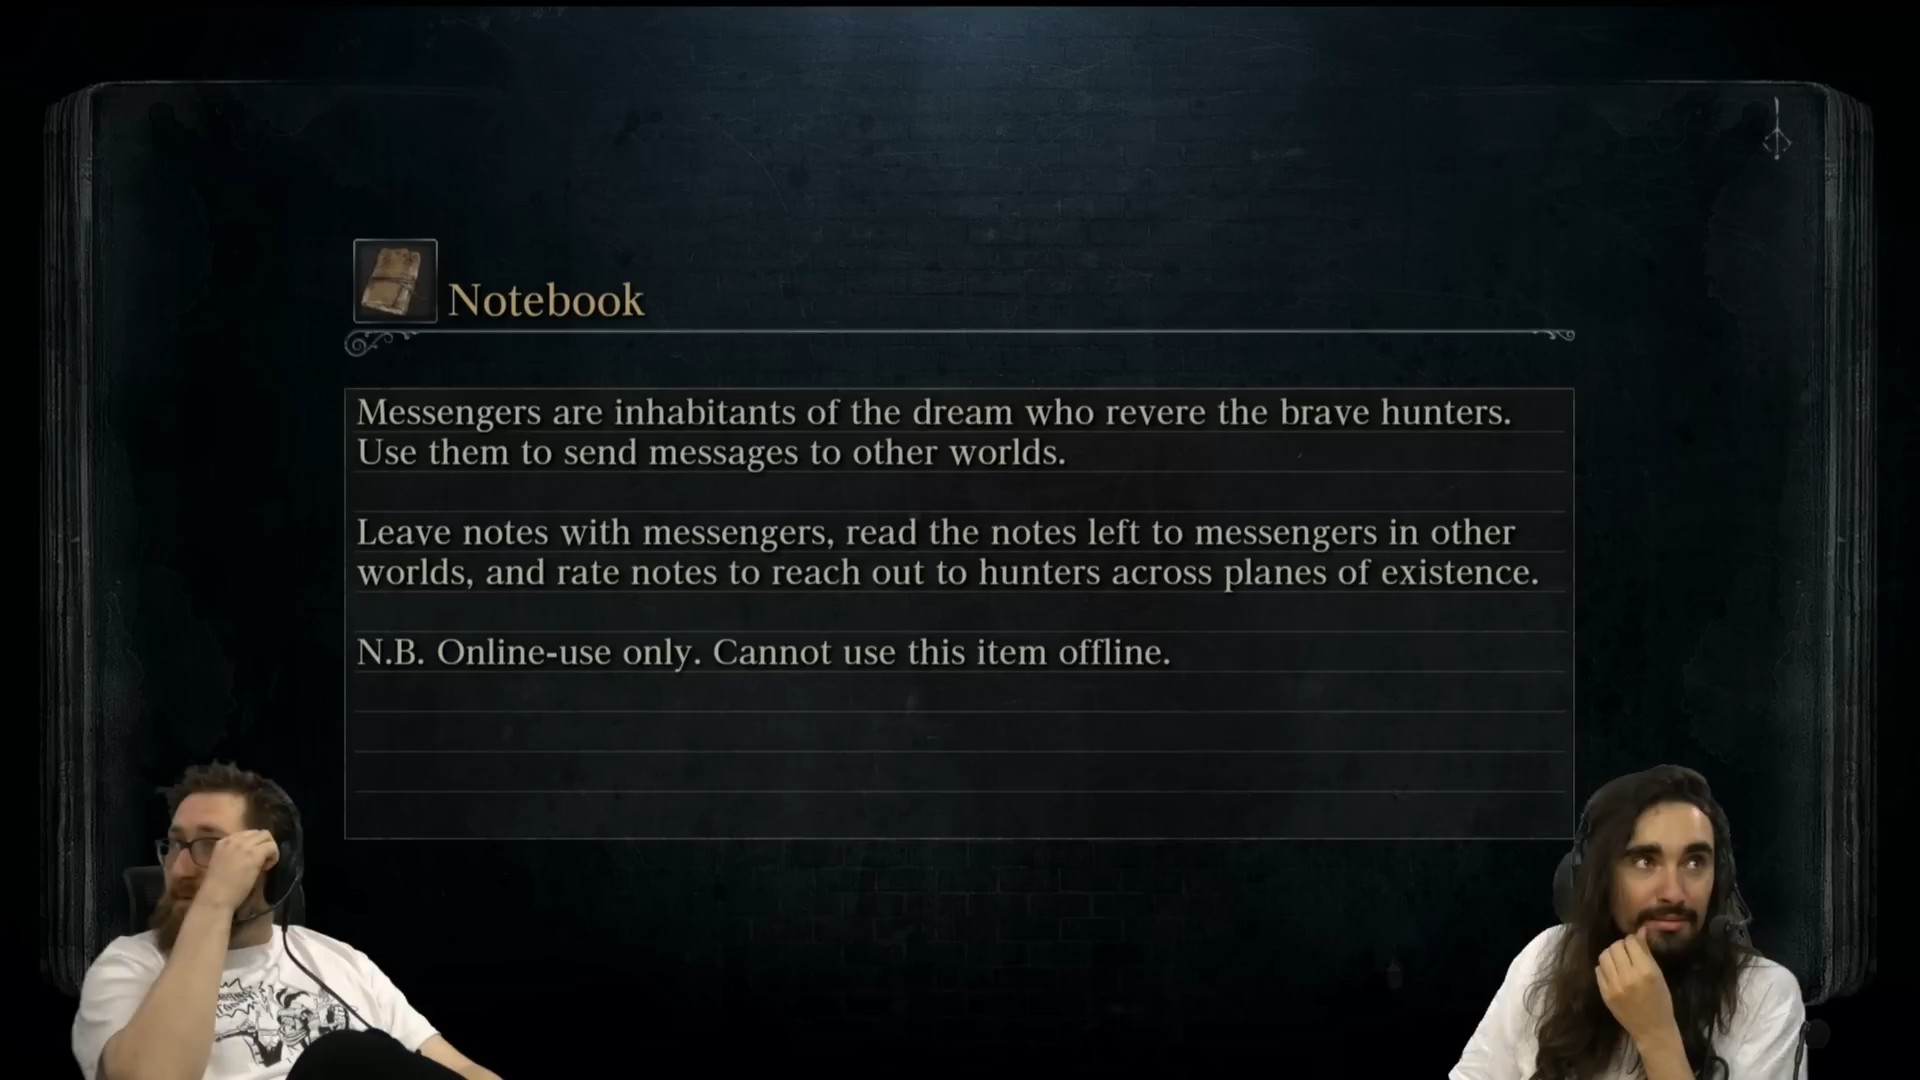 Notebook
Messengers are inhabitants of the dream who revere the brave hunters.
Use them to send messages to other worlds.
Leave notes with messengers, read the notes left to messengers in other
worlds, and rate notes to reach out to hunters across planes of existence.
N.B. Online-use only. Cannot use this item offline.